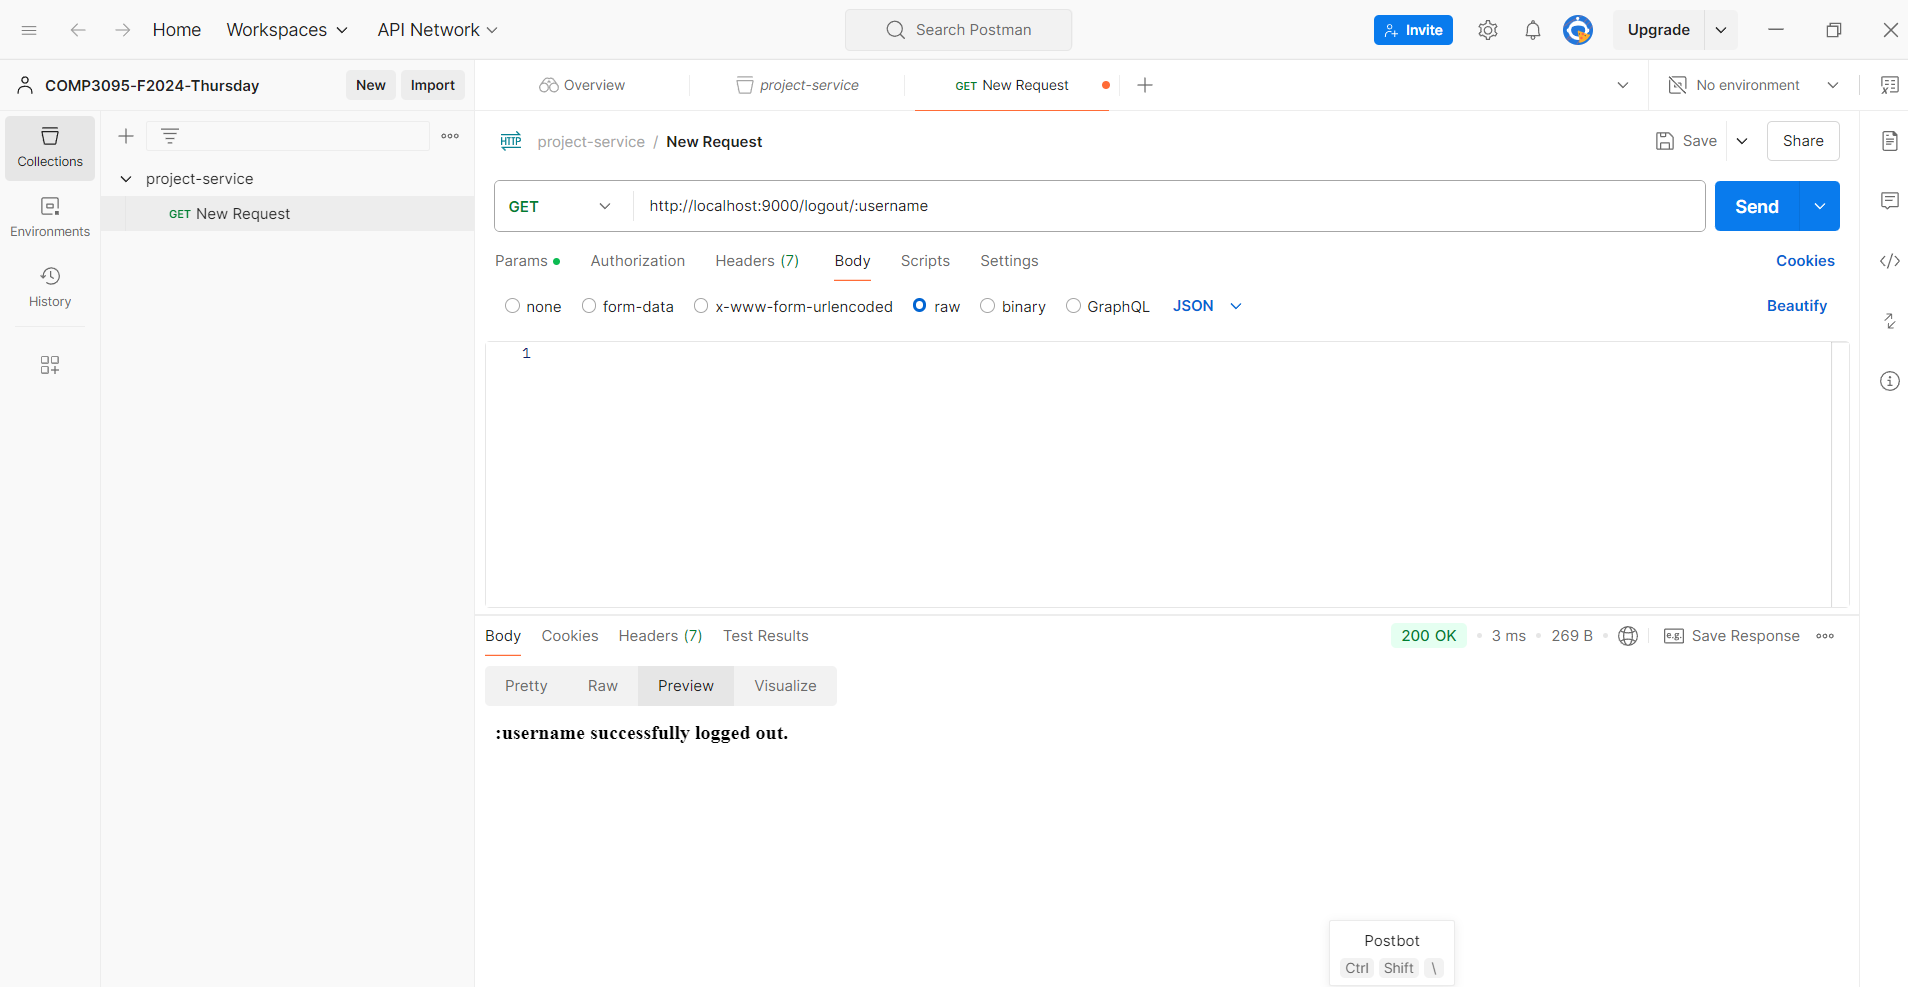 Home Workspaces API Network Search Postman Invite Upgrade
COMP3095-F2024-Thursday New Import Overview project-service GET New Request No environment
Collections
Environments
History
project-service
GET New Request
HTTP project-service / New Request Save Share
GET http://localhost:9000/logout/:username Send
Params Authorization Headers (7) Body Scripts Settings Cookies
none form-data x-www-form-urlencoded raw binary GraphQL JSON Beautify
1
Body Cookies Headers (7) Test Results 200 OK 3 ms 269 B e.g. Save Response
Pretty Raw Preview Visualize
:username successfully logged out.
Postbot
Ctrl Shift \